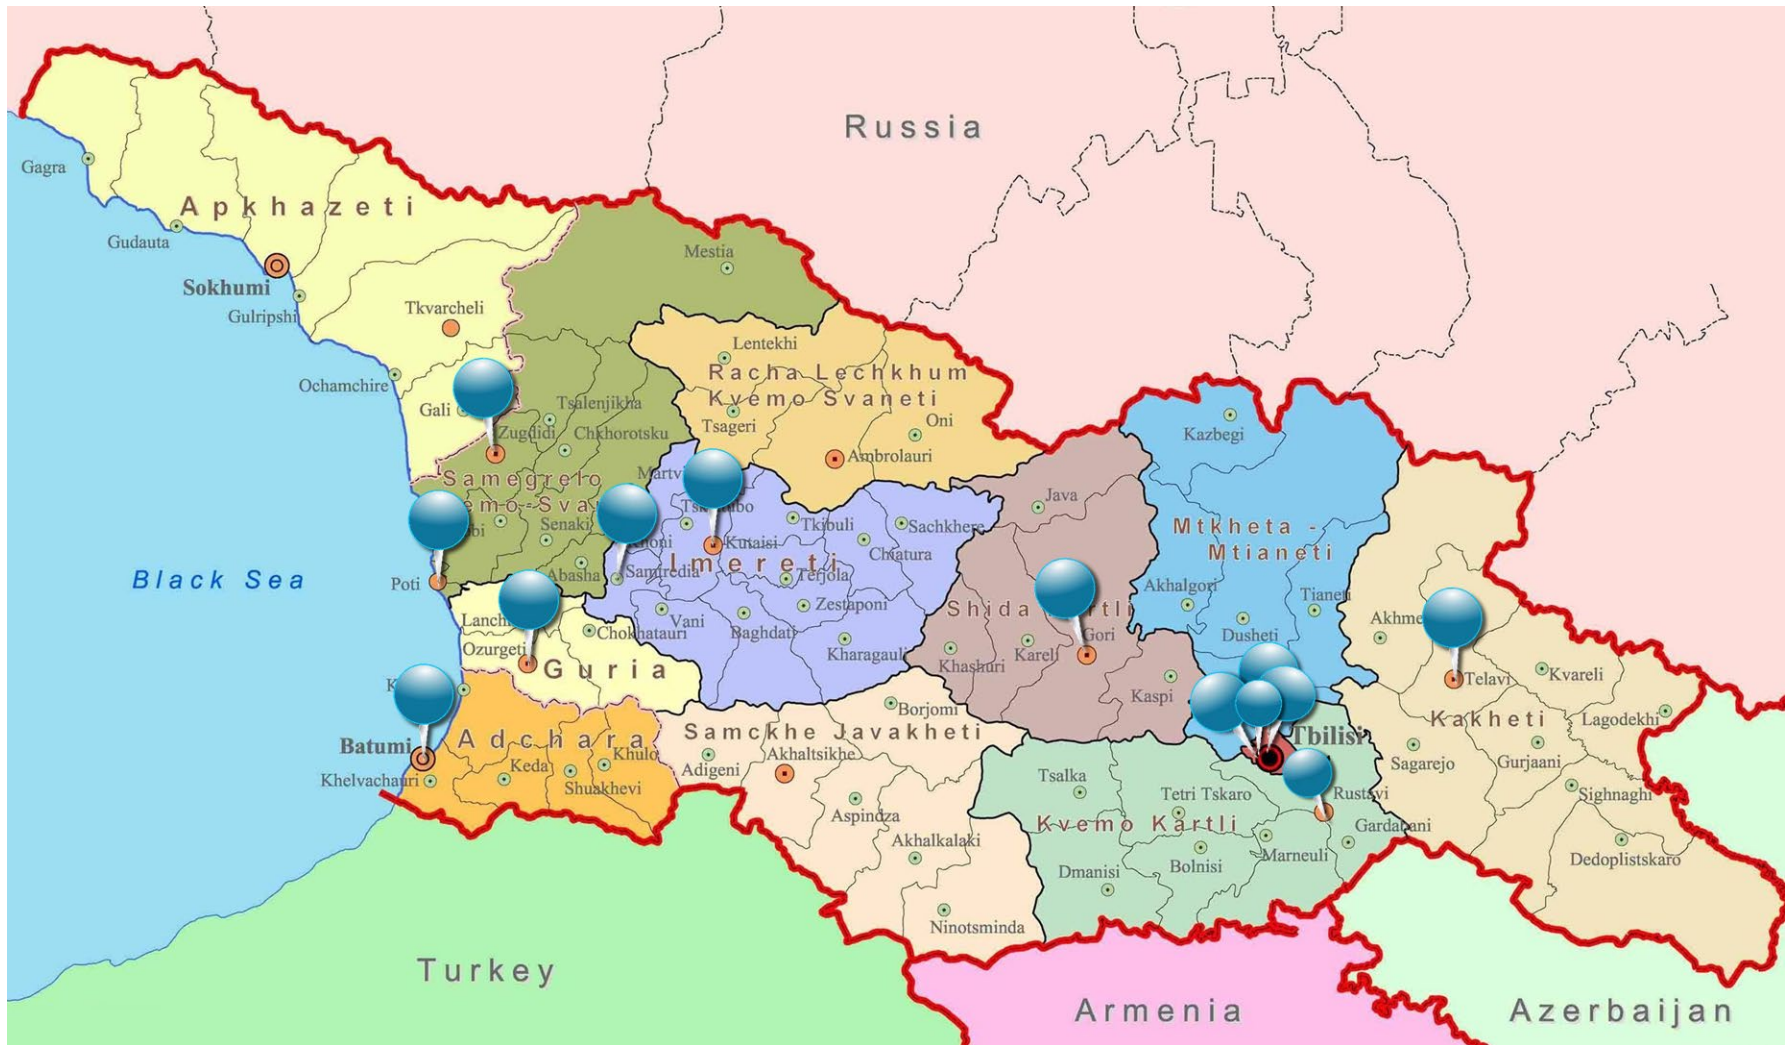 Russia
Gagra
Apkhazeti
Gudauta
Sokhumi
Gulripshi
Mestia
Tkvarcheli
Lentekhi
Racha Lechkhum
Kvemo Svaneti
Ochamchire
Gali
Tsalenjikha
Tsageri
Oni
Kazbegi
Zugdidi
Chkhorotsku
Ambrolauri
Samegrelo
Java
Senaki
Tkibuli
Sachkhere
Mtkheta -
Mtianeti
Kutaisi
Chiatura
Imereti
Black Sea
Poti
Abasha
Samtredia
Terjola
Akhalgori
Tianeti
Zestaponi
Shida
Vani
Baghdati
Chokhatauri
Ozurgeti
Guria
Kharagauli
Khashuri
Kareli
Gori
Dusheti
Telavi
Kvareli
Kaspi
Borjomi
Kakheti
Lagodekhi
Batumi
Adchara
Samckhe Javakheti
Tbilisi
Khulo
Keda
Khelvachauri
Shuakhevi
Adigeni
Akhaltsikhe
Sagarejo
Gurjaani
Tsalka
Tetri Tskaro
Rustavi
Sighnaghi
Aspindza
Kvemo Kartli
Gardabani
Akhalkalaki
Marneuli
Bolnisi
Dmanisi
Dedoplistskaro
Ninotsminda
Turkey
Armenia
Azerbaijan